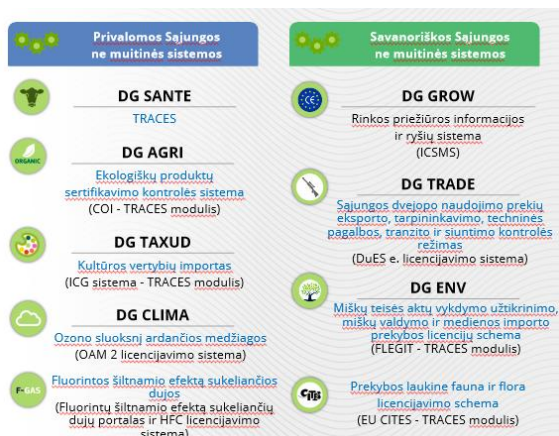 Privalomos Sąjungos
ne muitinės sistemos
DG SANTE
TRACES
ORGANIC
DG AGRI
Ekologiškų produktų
sertifikavimo kontrolės sistema
(COI - TRACES modulis)
DG TAXUD
Kultūros vertybių importas
(ICG sistema - TRACES modulis)
DG CLIMA
Ozono sluoksnį ardančios medžiagos
(OAM 2 licencijavimo sistema)
F-GAS
Fluorintos šiltnamio efektą sukeliančios
dujos
(Fluorintų šiltnamio efektą sukeliančių
dujų portalas ir HFC licencijavimo
sistema)
Savanoriškos Sąjungos
ne muitinės sistemos
CE
DG GROW
Rinkos priežiūros informacijos
ir ryšių sistema
(ICSMS)
DG TRADE
Sąjungos dvejopo naudojimo prekių
eksporto, tarpininkavimo, techninės
pagalbos, tranzito ir siuntimo kontrolės
režimas
(DuES e. licencijavimo sistema)
DG ENV
Miškų teisės aktų vykdymo užtikrinimo,
miškų valdymo ir medienos importo
prekybos licencijų schema
(FLEGIT - TRACES modulis)
CITES
Prekybos laukine fauna ir flora
licencijavimo schema
(EU CITES - TRACES modulis)